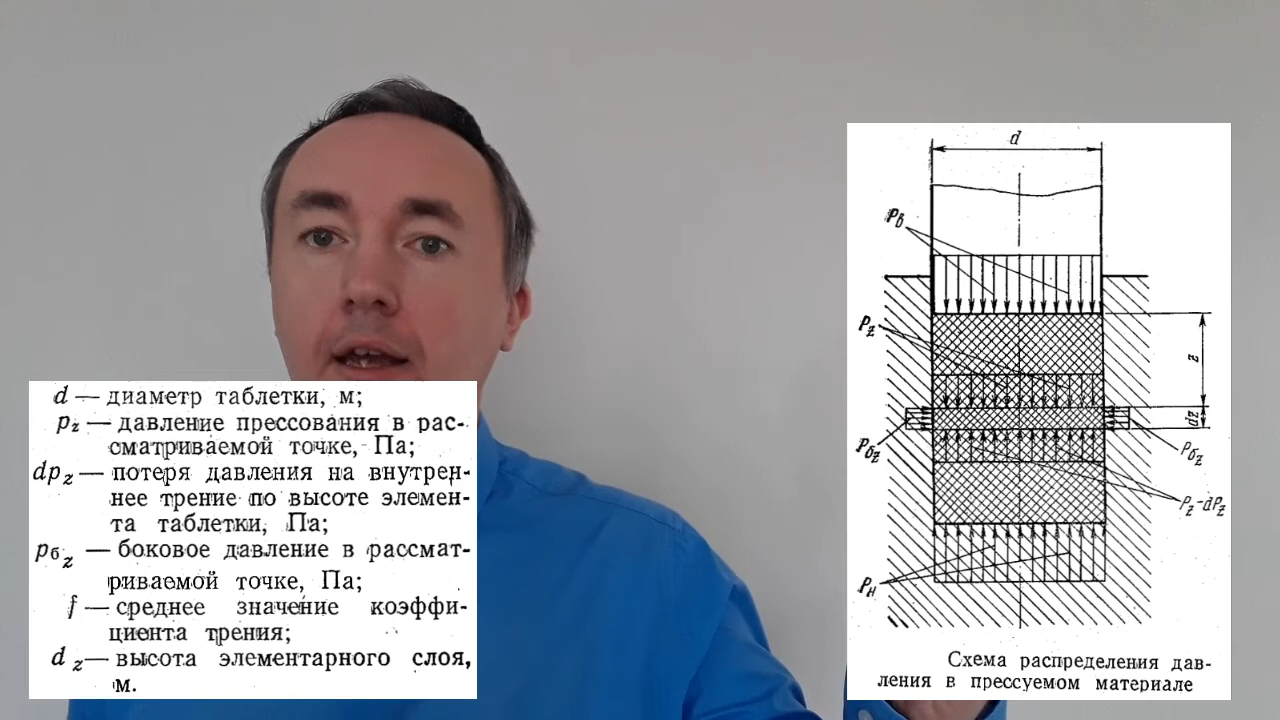 d — диаметр таблетки, м;
pz — давление прессования в рас-
сматриваемой точке, Па;
dpz — потеря давления на внутрен-
нее трение по высоте элемен-
та таблетки, Па;
pбz — боковое давление в рассмат-
риваемой точке, Па;
f — среднее значение коэффи-
циента трения;
dz — высота элементарного слоя,
м.
d
Pв
Pz
z
dz
Pбz
Pбz
Pz-dPz
Pн
Схема распределения дав-
ления в прессуемом материале